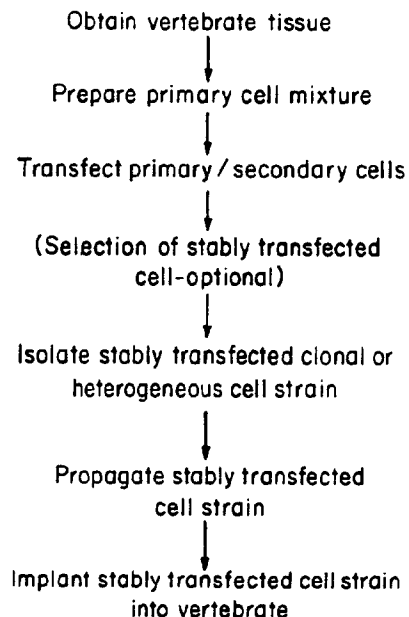 Obtain vertebrate tissue
Prepare primary cell mixture
Transfect primary/secondary cells
(Selection of stably transfected
cell-optional)
Isolate stably transfected clonal or
heterogeneous cell strain
Propagate stably transfected
cell strain
Implant stably transfected cell strain
into vertebrate